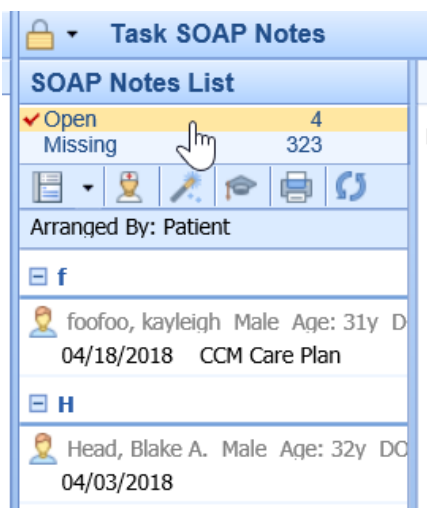 Task SOAP Notes
SOAP Notes List
Open 4
Missing 323
Arranged By: Patient
f
foofoo, kayleigh Male Age: 31y D
04/18/2018 CCM Care Plan
H
Head, Blake A. Male Age: 32y DO
04/03/2018